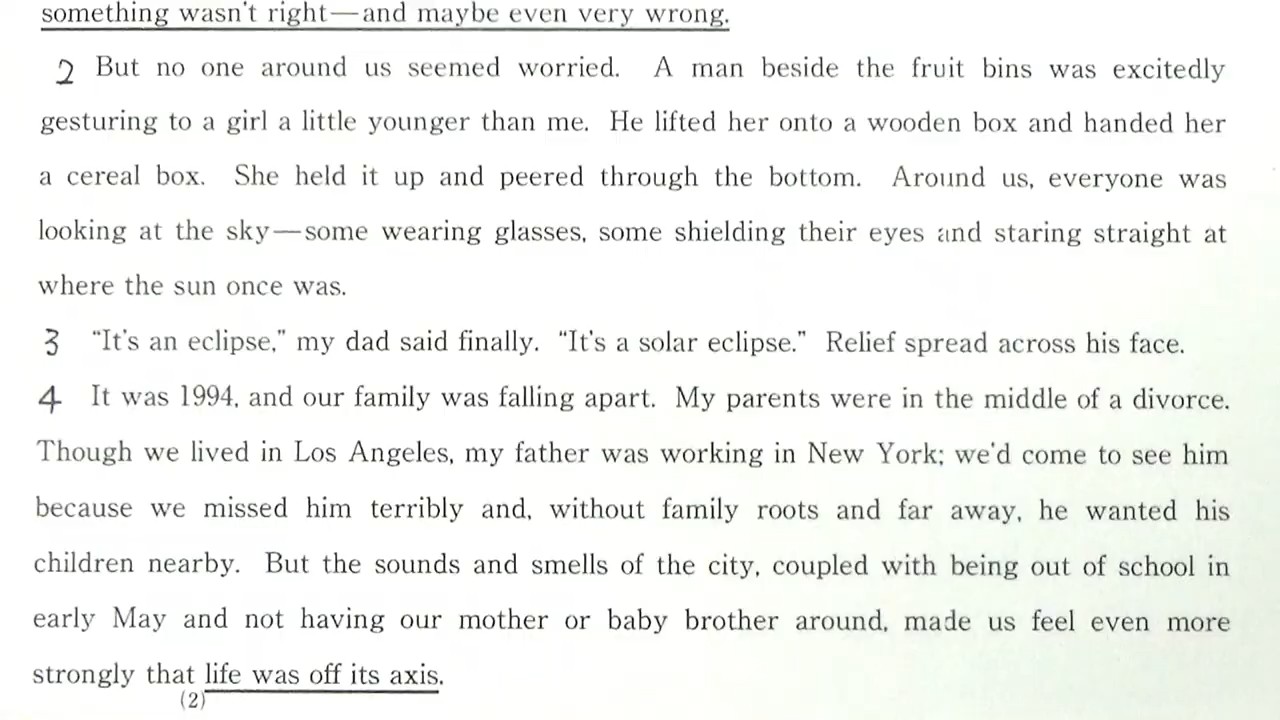 something wasn't right—and maybe even very wrong.
2 But no one around us seemed worried. A man beside the fruit bins was excitedly
gesturing to a girl a little younger than me. He lifted her onto a wooden box and handed her
a cereal box. She held it up and peered through the bottom. Around us, everyone was
looking at the sky—some wearing glasses, some shielding their eyes and staring straight at
where the sun once was.
3 “It's an eclipse,” my dad said finally. “It's a solar eclipse.” Relief spread across his face.
4 It was 1994, and our family was falling apart. My parents were in the middle of a divorce.
Though we lived in Los Angeles, my father was working in New York; we'd come to see him
because we missed him terribly and, without family roots and far away, he wanted his
children nearby. But the sounds and smells of the city, coupled with being out of school in
early May and not having our mother or baby brother around, made us feel even more
strongly that life was off its axis.
(2)